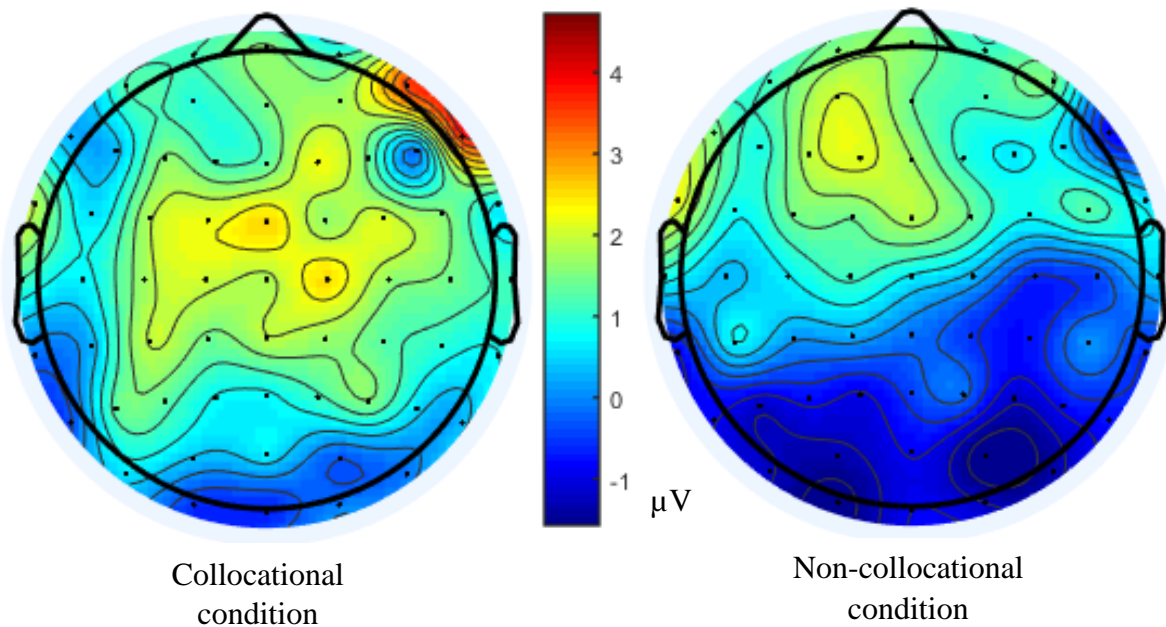 4
3
2
1
0
-1
µV
Collocational
condition
Non-collocational
condition